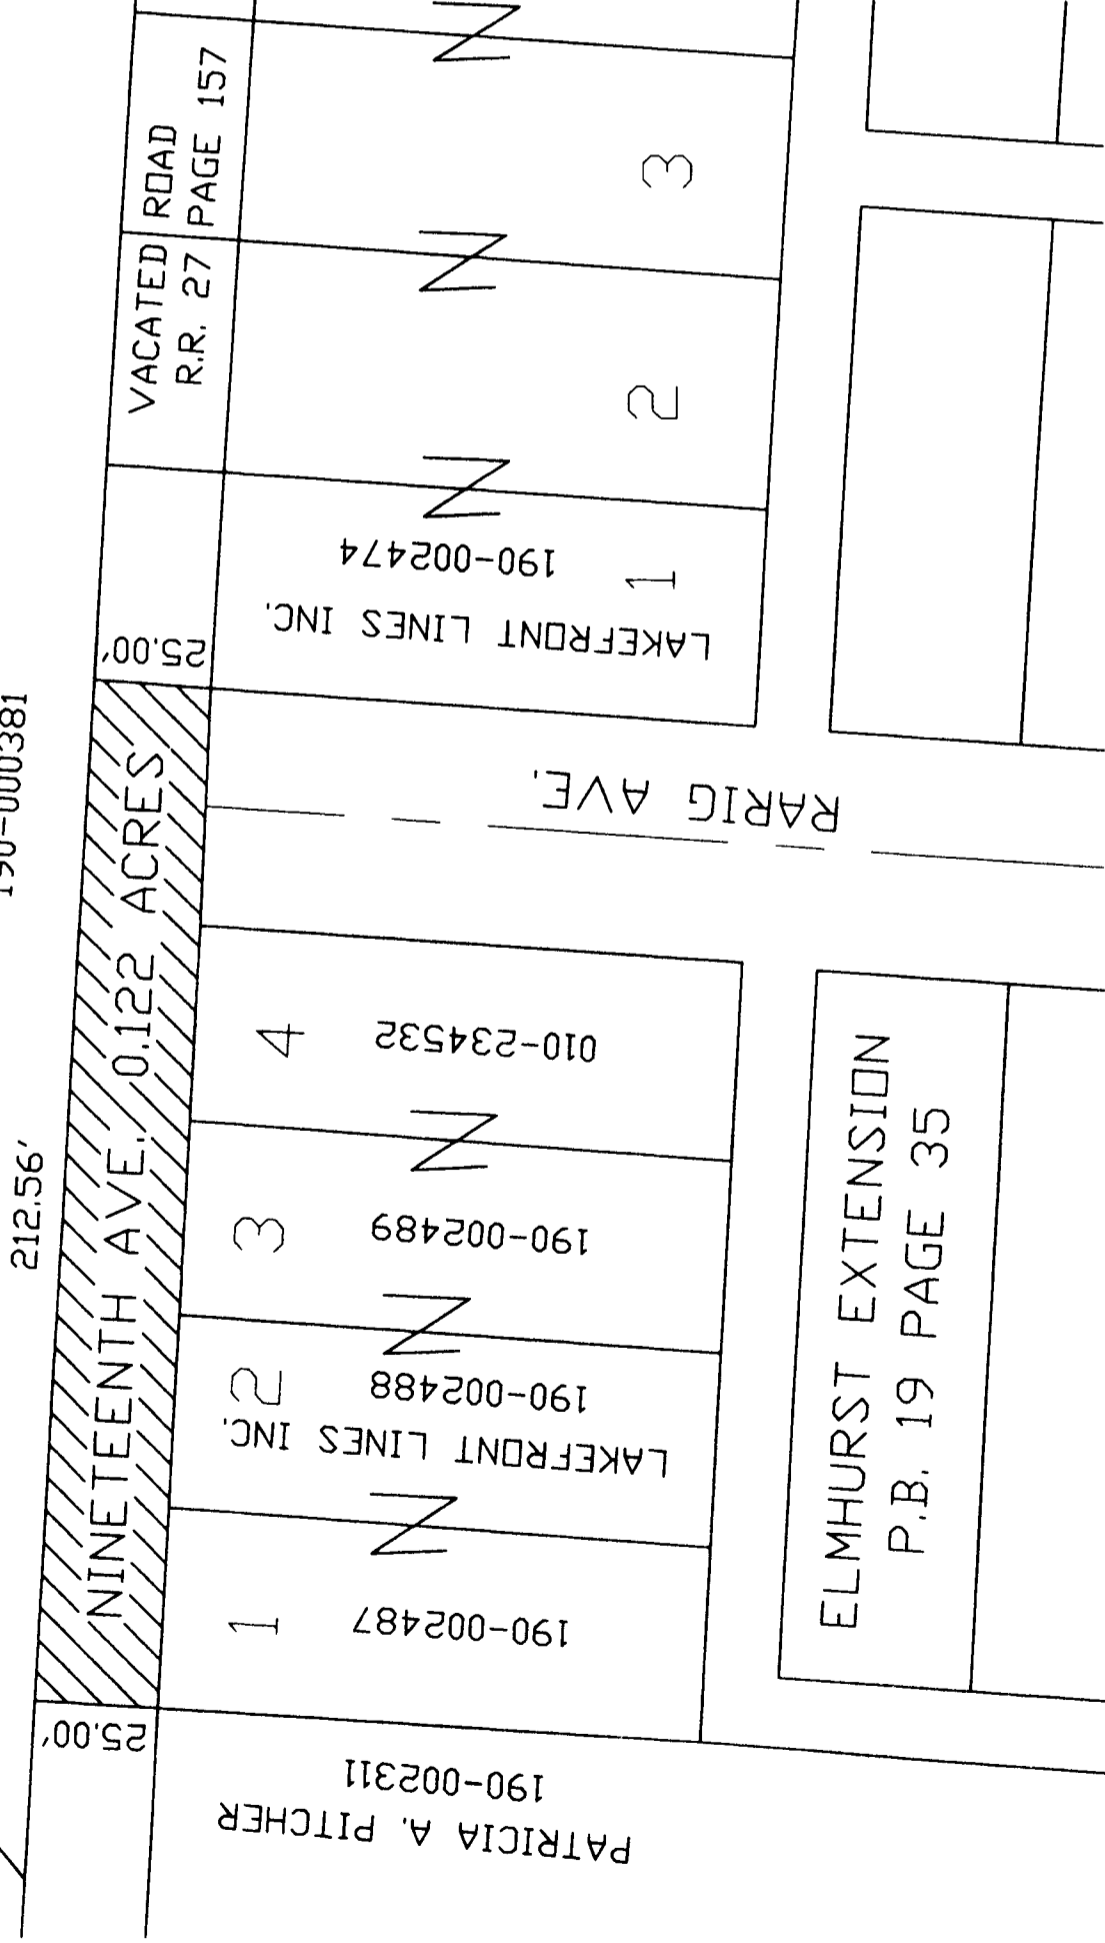 190-000381
212.56'
VACATED ROAD
R.R. 27 PAGE 157
NINETEENTH AVE. 0.122 ACRES
25.00'
25.00'
3
2
1
190-002474
LAKEFRONT LINES INC.
RARIG AVE.
4
010-234532
3
190-002489
2
190-002488
LAKEFRONT LINES INC.
1
190-002487
190-002311
PATRICIA A. PITCHER
ELMHURST EXTENSION
P.B. 19 PAGE 35